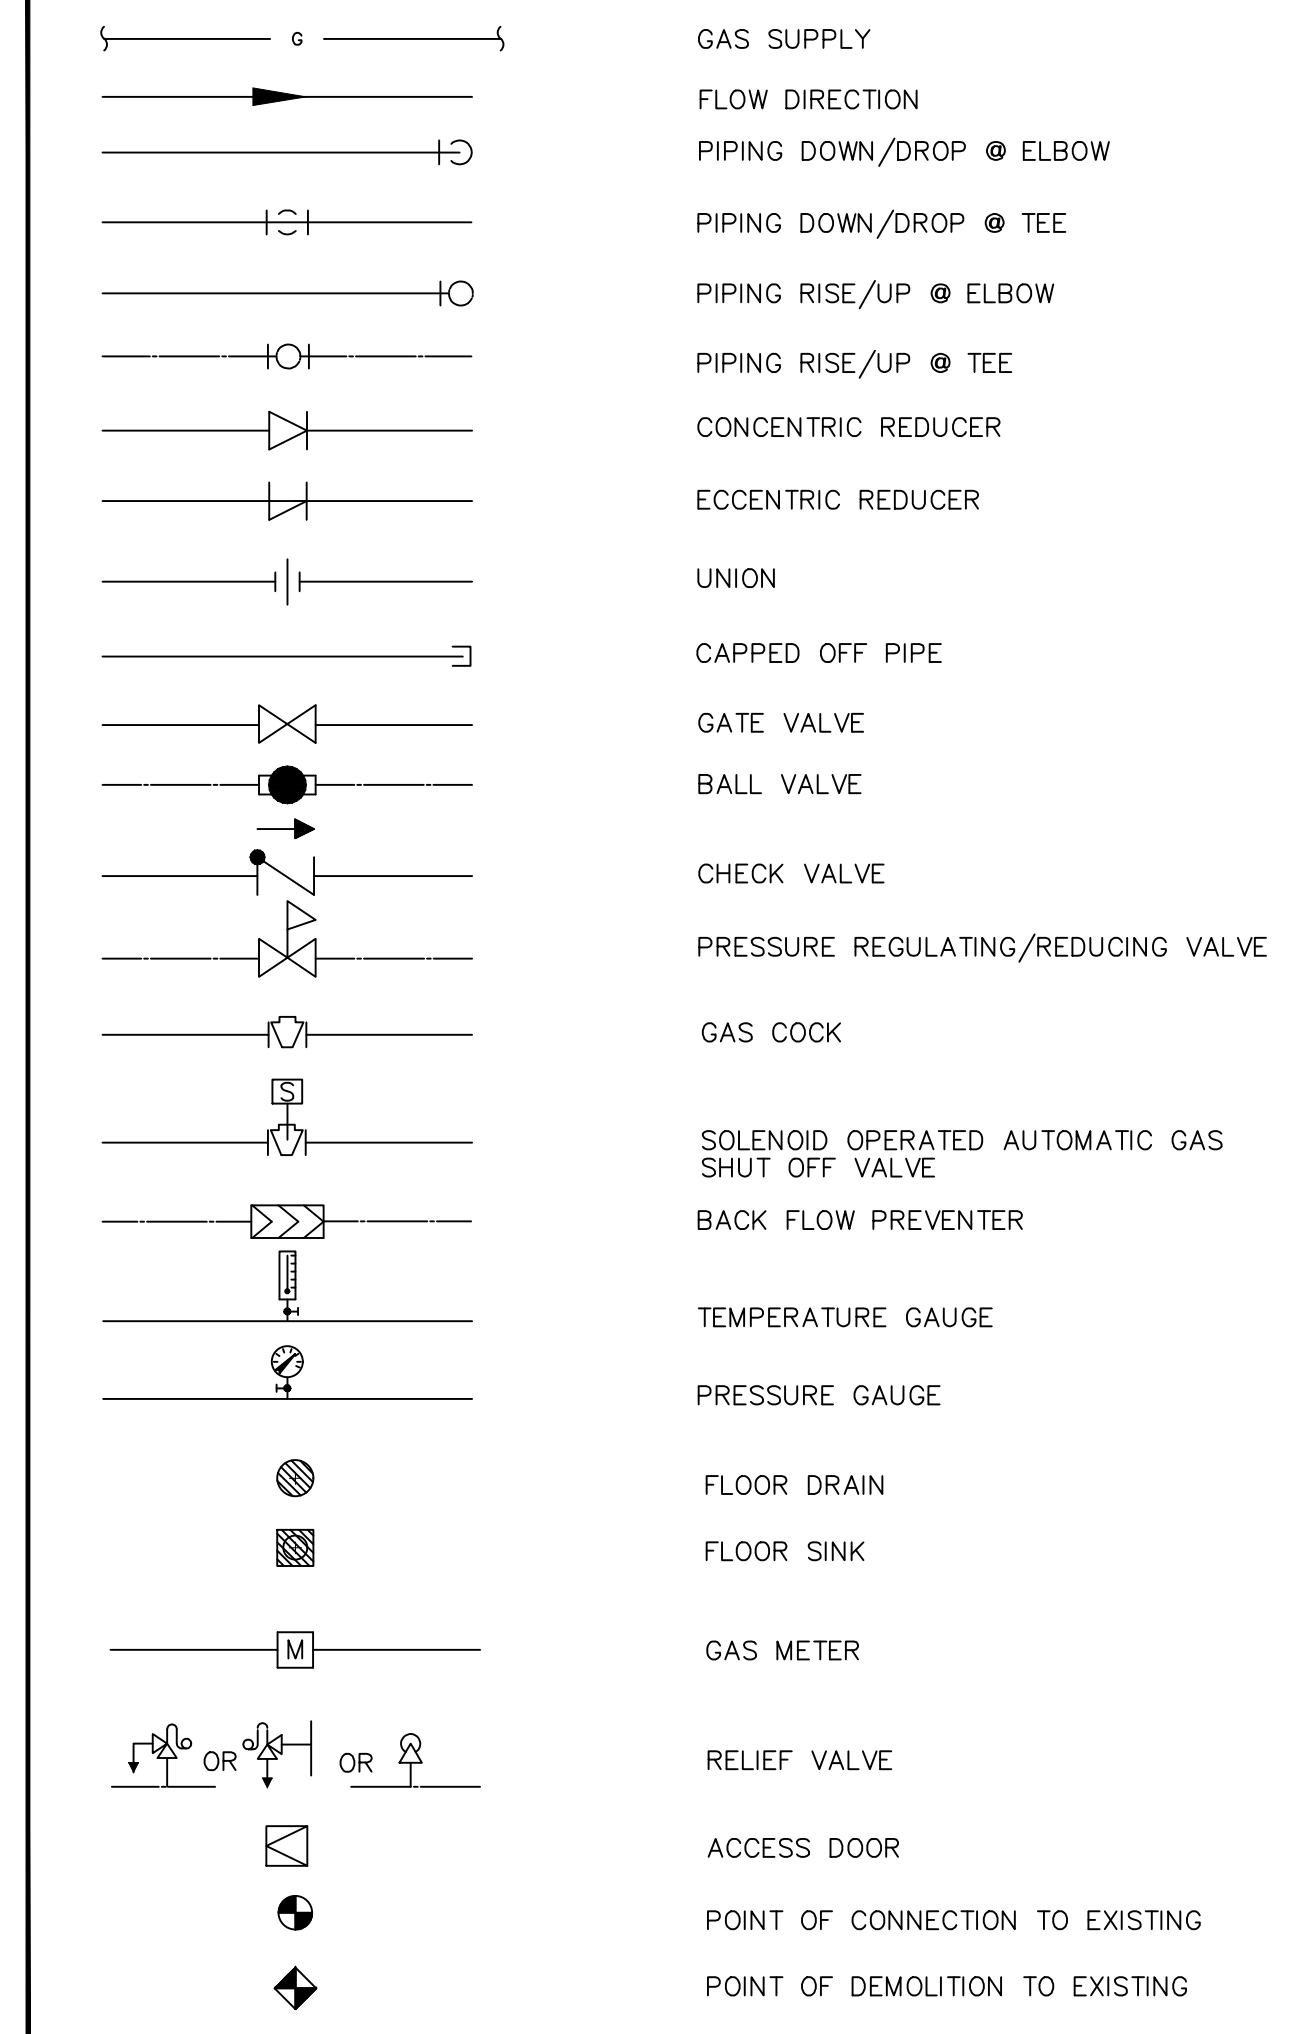 G GAS SUPPLY
FLOW DIRECTION
PIPING DOWN/DROP @ ELBOW
PIPING DOWN/DROP @ TEE
PIPING RISE/UP @ ELBOW
PIPING RISE/UP @ TEE
CONCENTRIC REDUCER
ECCENTRIC REDUCER
UNION
CAPPED OFF PIPE
GATE VALVE
BALL VALVE
CHECK VALVE
PRESSURE REGULATING/REDUCING VALVE
GAS COCK
S
SOLENOID OPERATED AUTOMATIC GAS
SHUT OFF VALVE
BACK FLOW PREVENTER
TEMPERATURE GAUGE
PRESSURE GAUGE
FLOOR DRAIN
FLOOR SINK
M GAS METER
OR OR RELIEF VALVE
ACCESS DOOR
POINT OF CONNECTION TO EXISTING
POINT OF DEMOLITION TO EXISTING